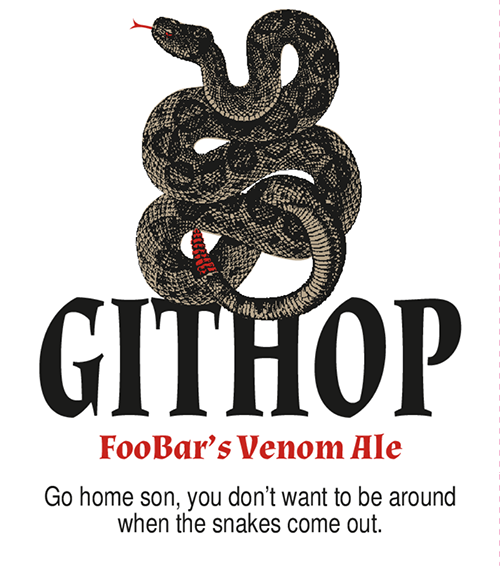 GITHOP
FooBar's Venom Ale
Go home son, you don't want to be around
when the snakes come out.